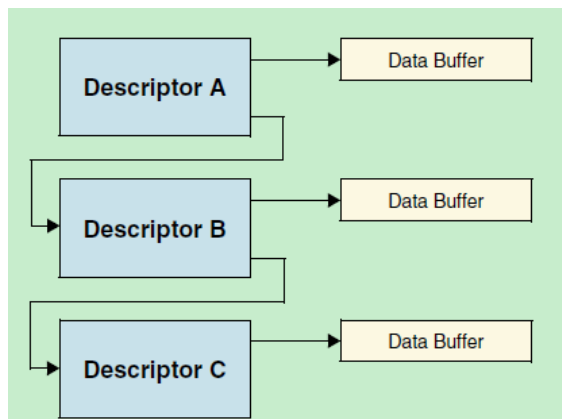 Descriptor A
Data Buffer
Descriptor B
Data Buffer
Descriptor C
Data Buffer